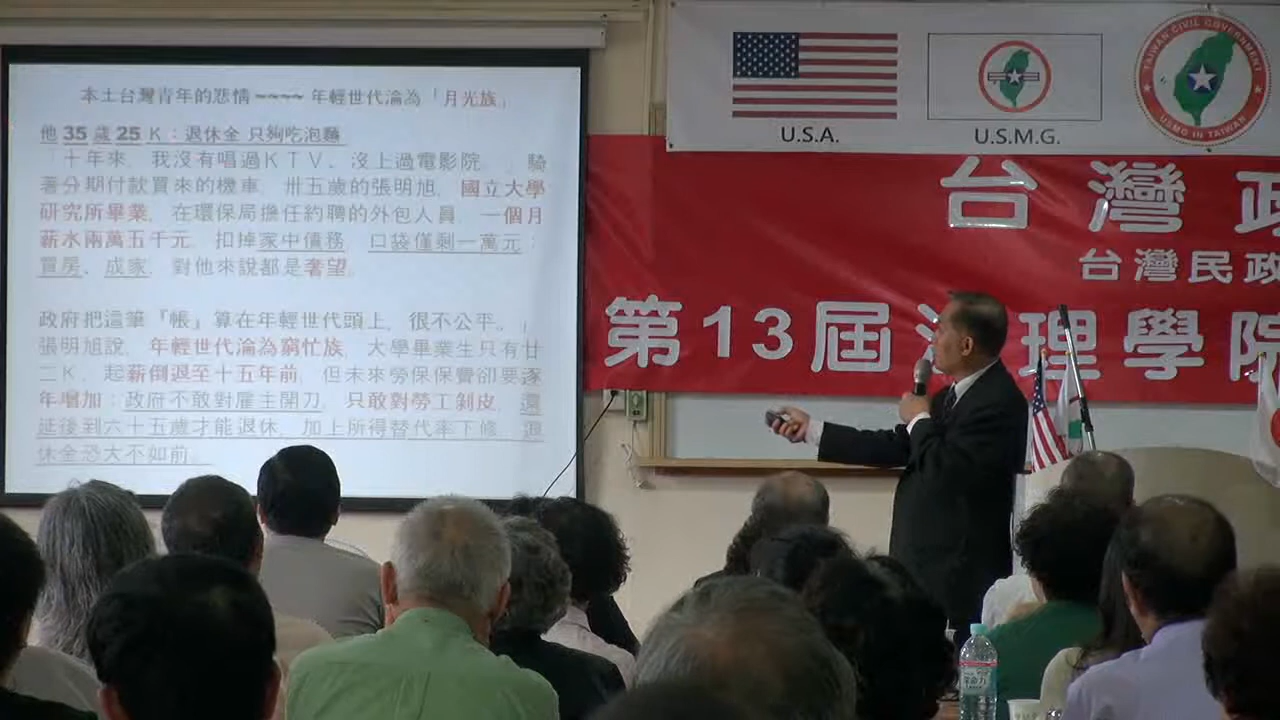 本土台灣青年的悲情~~~~ 年輕世代淪為「月光族」
他 35 歲 25 K：退休金 只夠吃泡麵
「十年來，我沒有唱過KTV、沒上過電影院」，騎
著分期付款買來的機車，卅五歲的張明旭，國立大學
研究所畢業，在環保局擔任約聘的外包人員，一個月
薪水兩萬五千元，扣掉家中債務，口袋僅剩一萬元；
買房、成家，對他來說都是奢望。
政府把這筆『帳』算在年輕世代頭上，很不公平。」
張明旭說，年輕世代淪為窮忙族，大學畢業生只有廿
二K，起薪倒退至十五年前，但未來勞保保費卻要逐
年增加；政府不敢對雇主開刀，只敢對勞工剝皮，還
延後到六十五歲才能退休，加上所得替代率下修，退
休金恐大不如前。
U.S.A.
U.S.M.G.
TAIWAN CIVIL GOVERNMENT
USMG IN TAIWAN
台灣政
台灣民政
第13屆法理學院